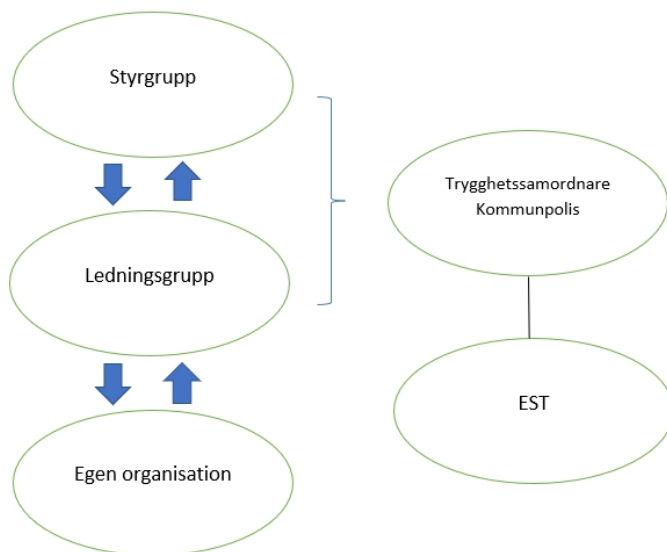 Styrgrupp
Ledningsgrupp
Egen organisation
Trygghetssamordnare
Kommunpolis
EST